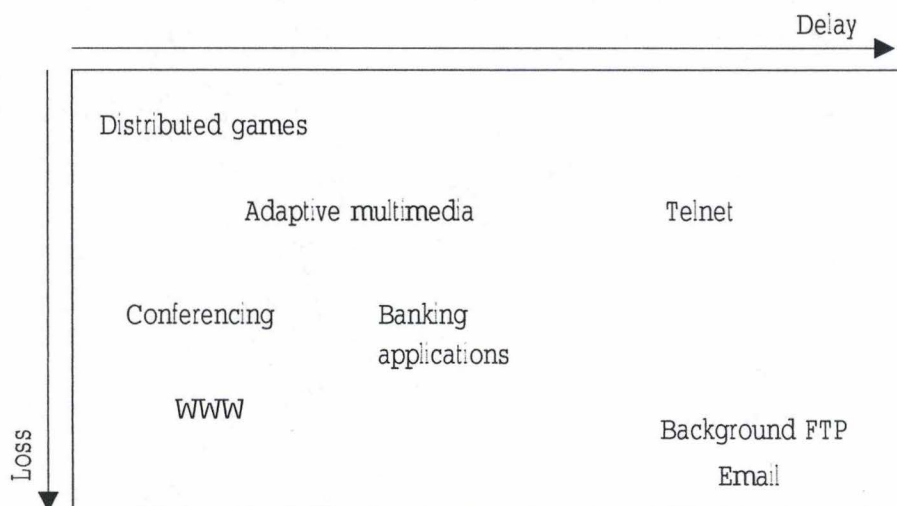 Delay
Distributed games
Adaptive multimedia
Telnet
Conferencing
Banking
applications
WWW
Background FTP
Email
Loss